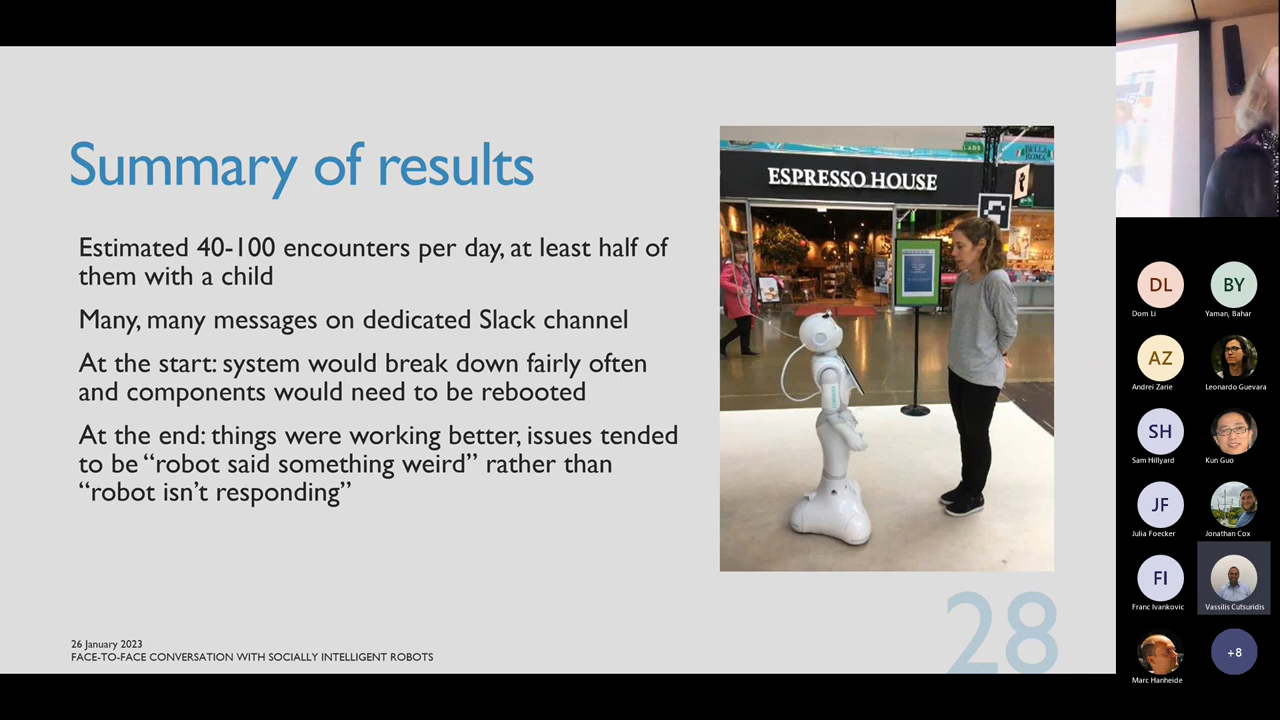 Summary of results
Estimated 40-100 encounters per day, at least half of
them with a child
Many, many messages on dedicated Slack channel
At the start: system would break down fairly often
and components would need to be rebooted
At the end: things were working better, issues tended
to be “robot said something weird” rather than
“robot isn’t responding”
ESPRESSO HOUSE
BELLA
ROMA
26 January 2023
FACE-TO-FACE CONVERSATION WITH SOCIALLY INTELLIGENT ROBOTS
28
DL
Dom Li
BY
Yaman, Bahar
AZ
Andrei Zarie
Leonardo Guevara
SH
Sam Hillyard
Kun Guo
JF
Julia Foecker
Jonathan Cox
FI
Franc Ivankovic
Vassilis Cutsuridis
Marc Hanheide
+8